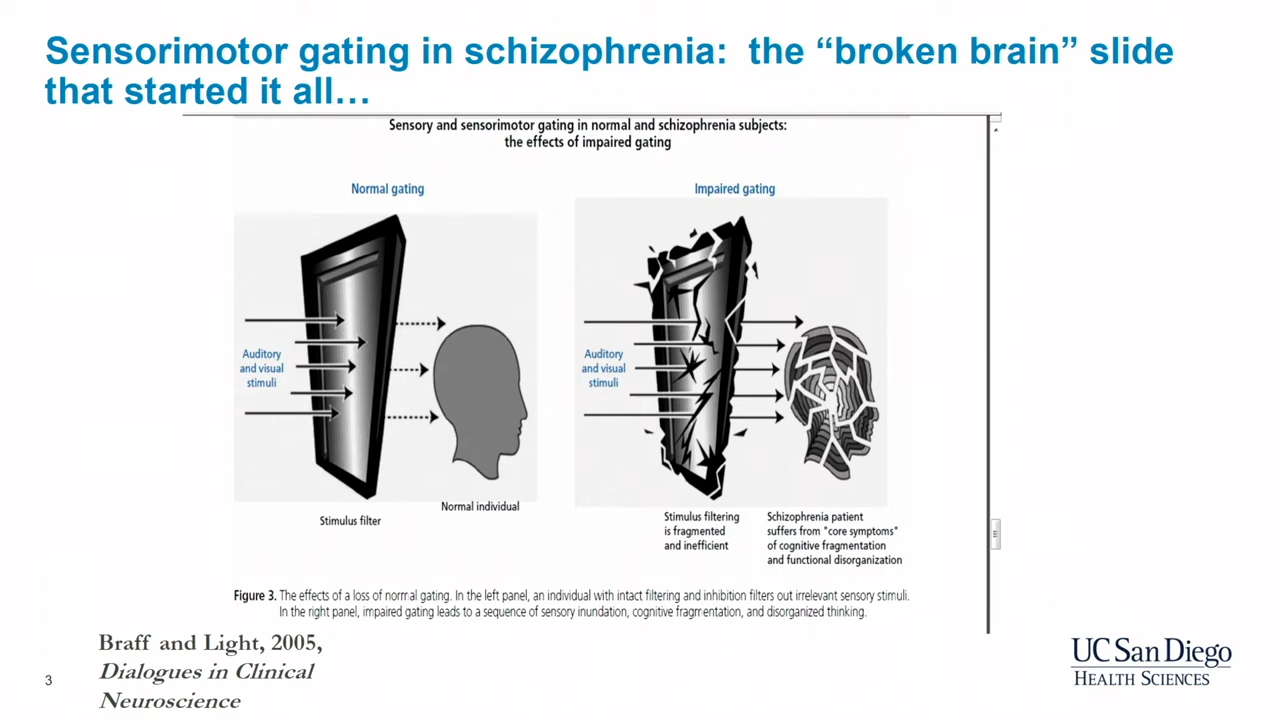 Sensorimotor gating in schizophrenia:  the “broken brain” slide
that started it all…
Sensory and sensorimotor gating in normal and schizophrenia subjects:
the effects of impaired gating
Normal gating
Auditory
and visual
stimuli
Stimulus filter
Normal individual
Impaired gating
Auditory
and visual
stimuli
Stimulus filtering
is fragmented
and inefficient
Schizophrenia patient
suffers from "core symptoms"
of cognitive fragmentation
and functional disorganization
Figure 3. The effects of a loss of normal gating. In the left panel, an individual with intact filtering and inhibition filters out irrelevant sensory stimuli.
In the right panel, impaired gating leads to a sequence of sensory inundation, cognitive fragmentation, and disorganized thinking.
Braff and Light, 2005,
Dialogues in Clinical
Neuroscience
3
UC San Diego
HEALTH SCIENCES